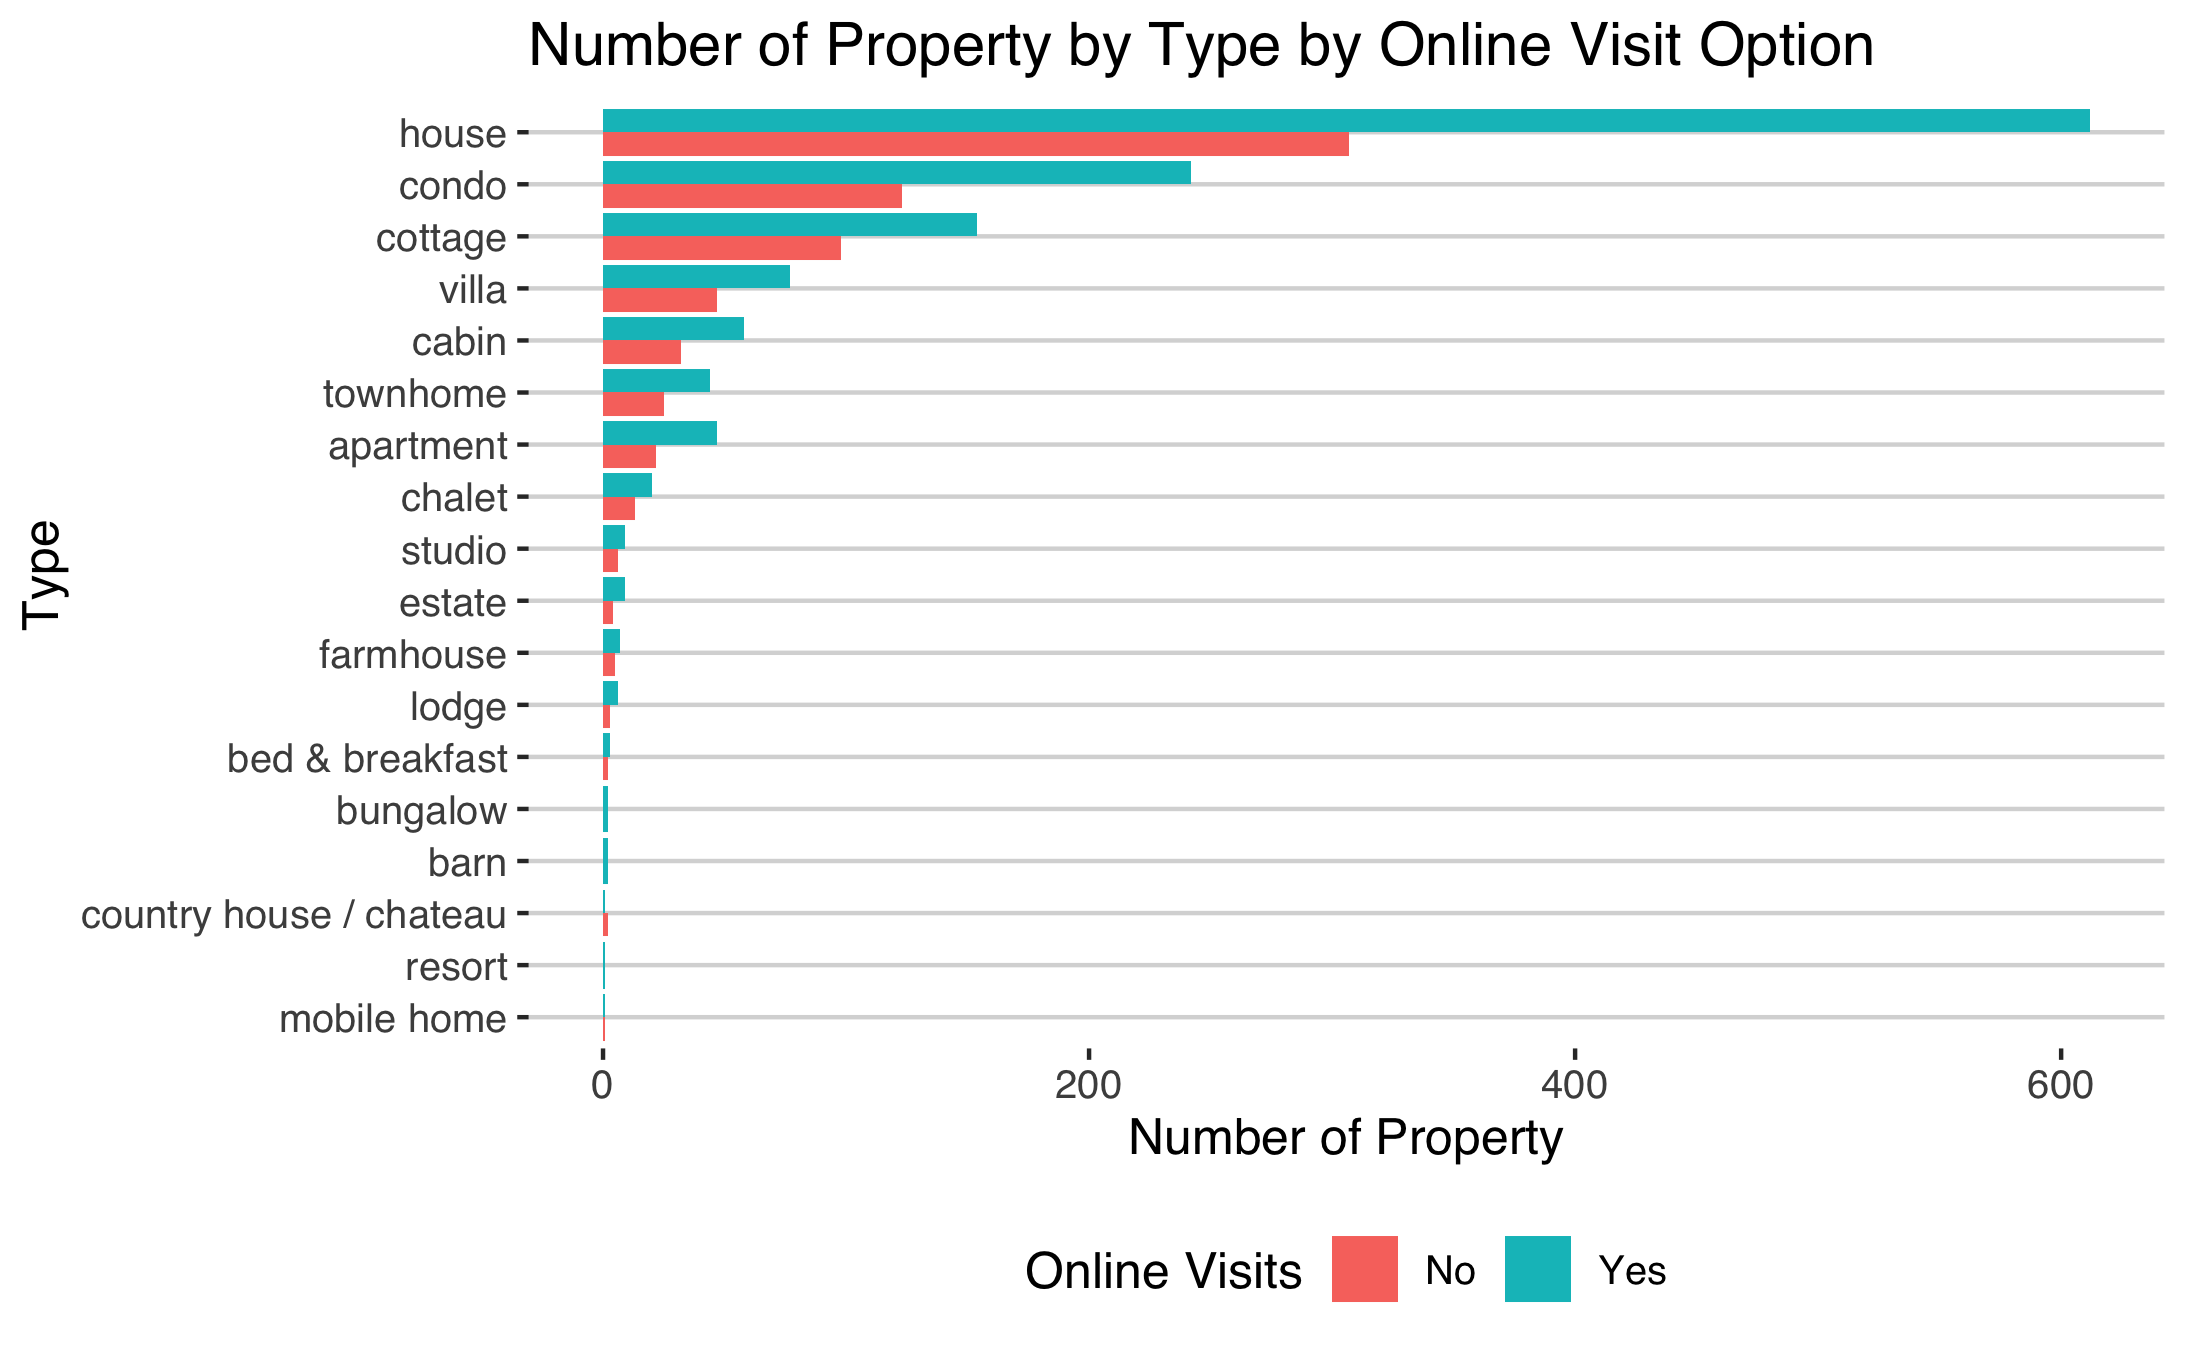 Number of Property by Type by Online Visit Option
Type
house
condo
cottage
villa
cabin
townhome
apartment
chalet
studio
estate
farmhouse
lodge
bed & breakfast
bungalow
barn
country house / chateau
resort
mobile home
0 200 400 600
Number of Property
Online Visits No Yes